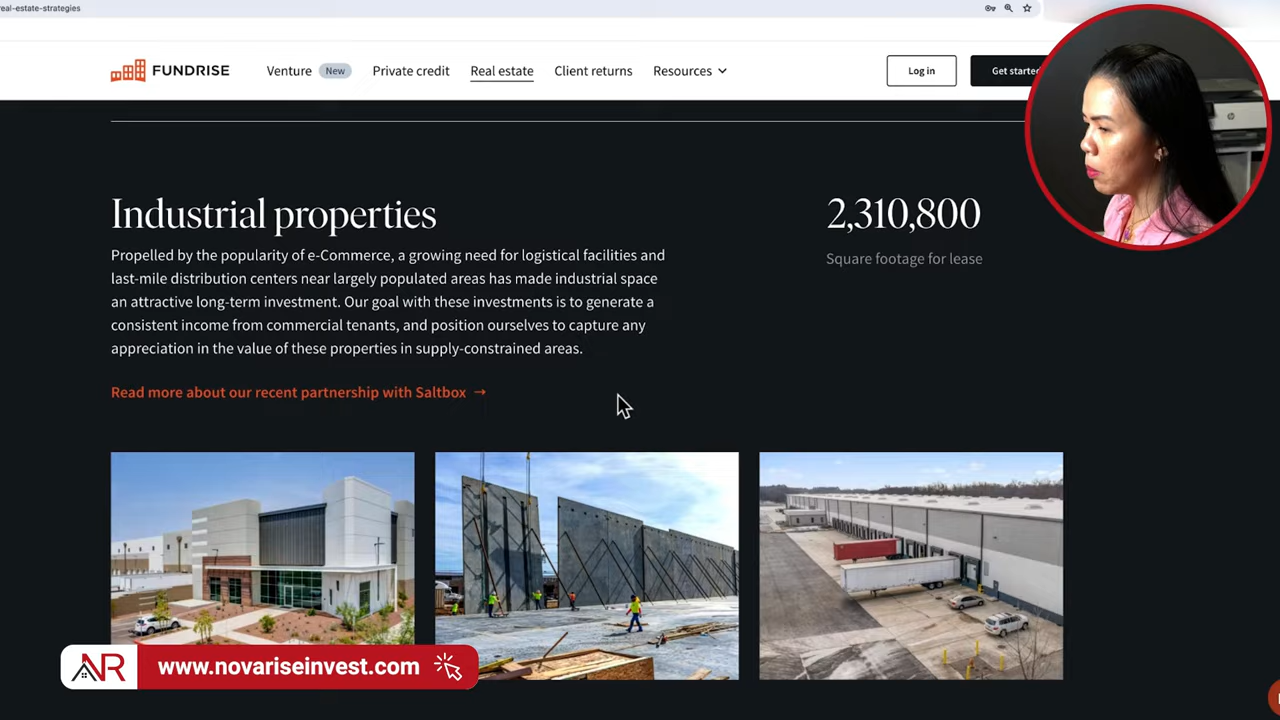 real-estate-strategies
FUNDRISE
Venture New Private credit Real estate Client returns Resources
Log in
Get started
Industrial properties
2,310,800
Square footage for lease
Propelled by the popularity of e-Commerce, a growing need for logistical facilities and
last-mile distribution centers near largely populated areas has made industrial space
an attractive long-term investment. Our goal with these investments is to generate a
consistent income from commercial tenants, and position ourselves to capture any
appreciation in the value of these properties in supply-constrained areas.
Read more about our recent partnership with Saltbox →
NR
www.novariseinvest.com